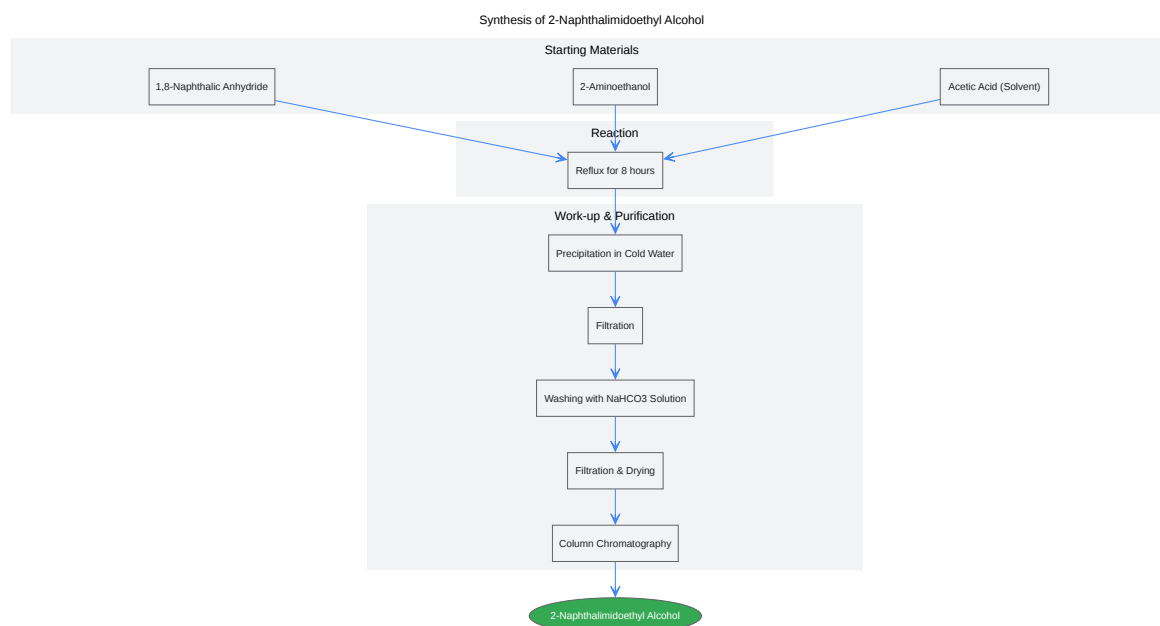 Synthesis of 2-Naphthalimidoethyl Alcohol
Starting Materials
1,8-Naphthalic Anhydride
2-Aminoethanol
Acetic Acid (Solvent)
Reaction
Reflux for 8 hours
Work-up & Purification
Precipitation in Cold Water
Filtration
Washing with NaHCO3 Solution
Filtration & Drying
Column Chromatography
2-Naphthalimidoethyl Alcohol